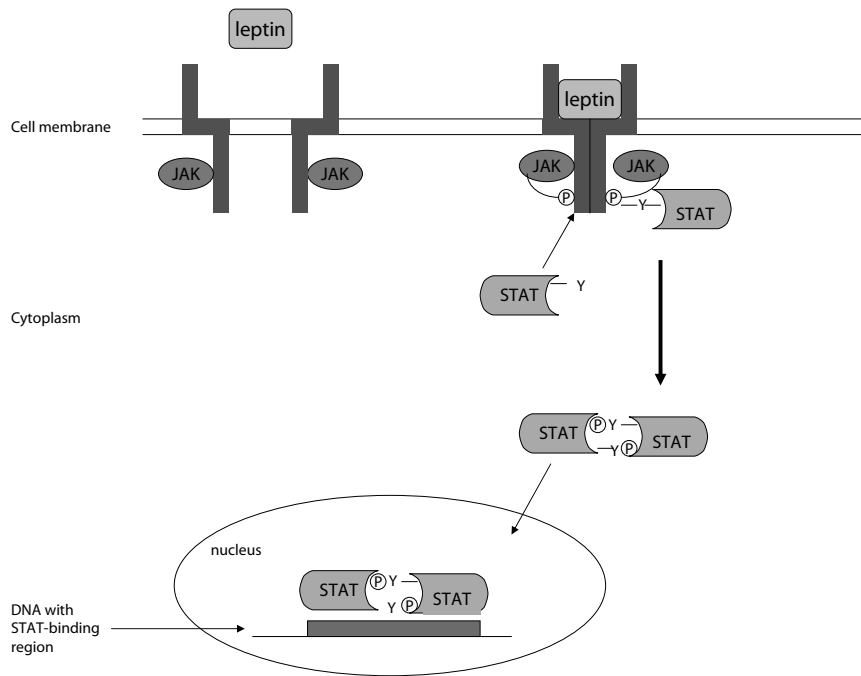 leptin
leptin
Cell membrane
JAK
JAK
JAK
JAK
P
P
Y
STAT
STAT
Y
Cytoplasm
STAT
P Y
Y P
STAT
nucleus
STAT
P Y
Y P
STAT
DNA with
STAT-binding
region